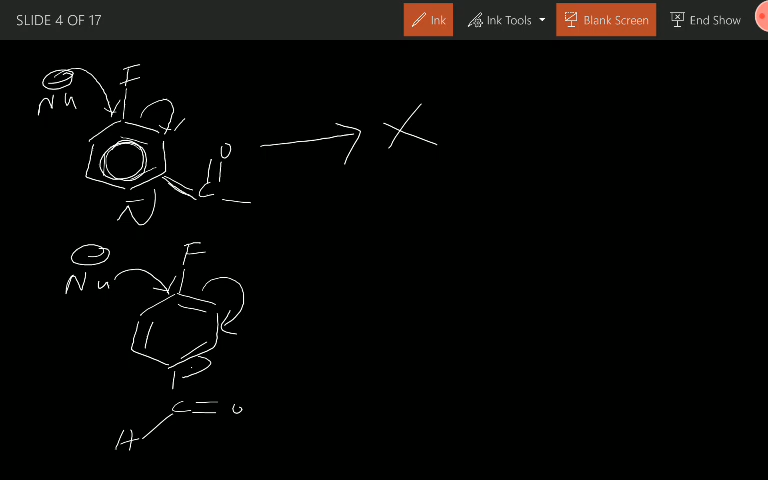 SLIDE 4 OF 17 Ink Ink Tools Blank Screen End Show
F
Nu
O
C
X
F
Nu
C = O
H